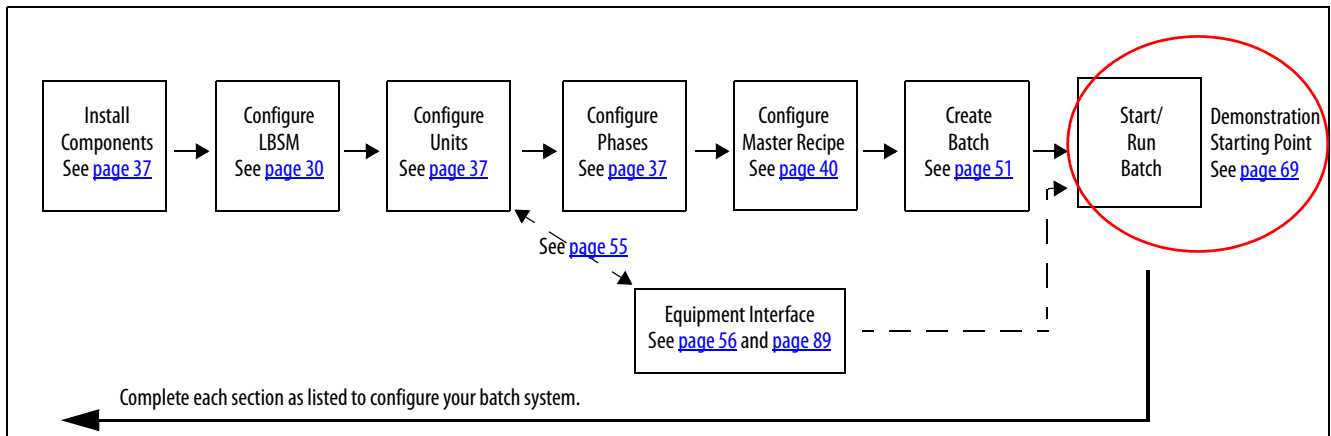 Install
Components
See page 37
Configure
LBSM
See page 30
Configure
Units
See page 37
Configure
Phases
See page 37
Configure
Master Recipe
See page 40
Create
Batch
See page 51
Start/
Run
Batch
Demonstration
Starting Point
See page 69
See page 55
Equipment Interface
See page 56 and page 89
Complete each section as listed to configure your batch system.